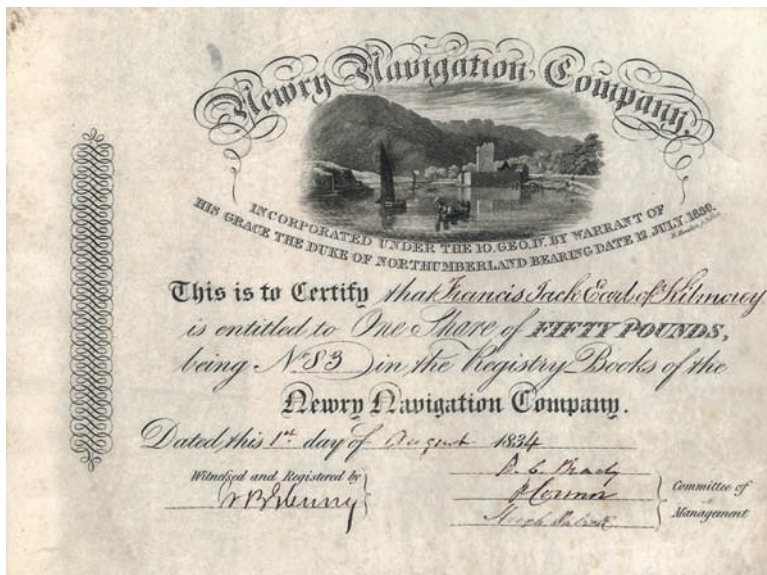 Newry Navigation Company.
INCORPORATED UNDER THE 10. GEO. IV. BY WARRANT OF
HIS GRACE THE DUKE OF NORTHUMBERLAND BEARING DATE 12 JULY. 1830.
This is to Certify that Francis Jack Earl of Kilmorey
is entitled to One Share of FIFTY POUNDS,
being No. 83 in the Registry Books of the
Newry Navigation Company.
Dated this 1st day of August 1834
Witnessed and Registered by
Committee of
Management